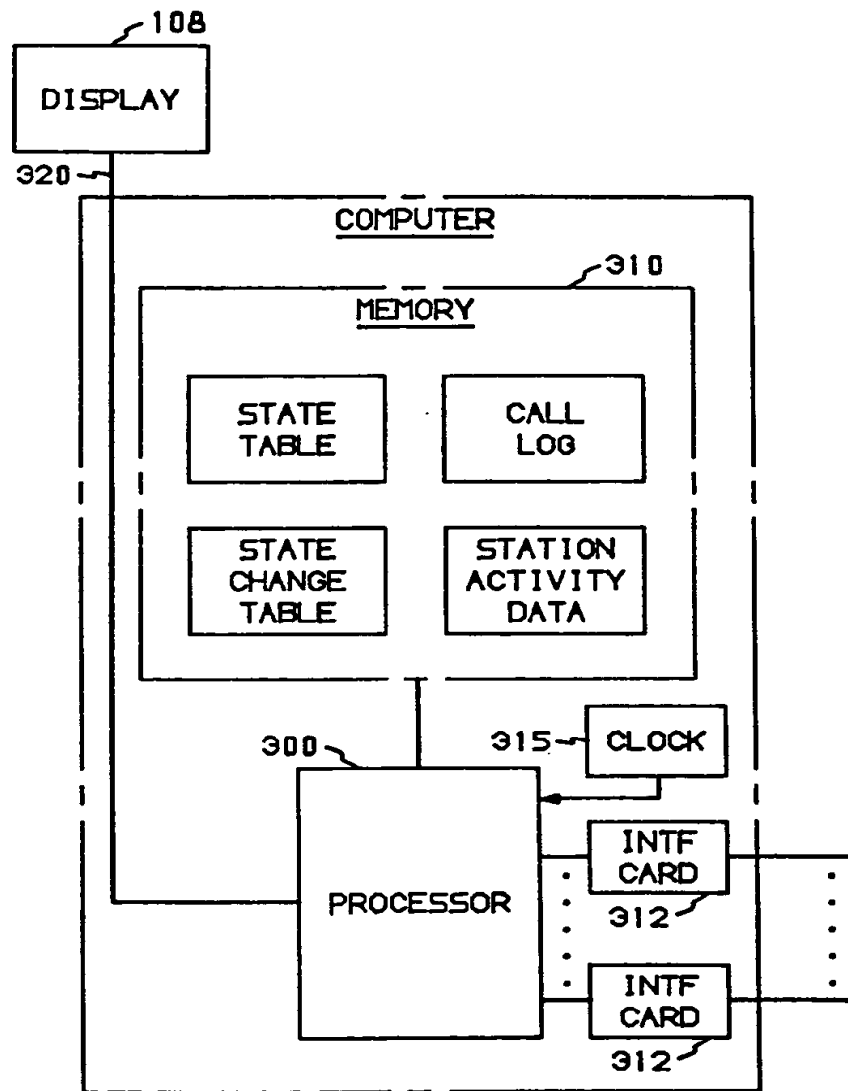 108
DISPLAY
320
COMPUTER
310
MEMORY
STATE
TABLE
CALL
LOG
STATE
CHANGE
TABLE
STATION
ACTIVITY
DATA
300
315
CLOCK
PROCESSOR
INTF
CARD
312
INTF
CARD
312